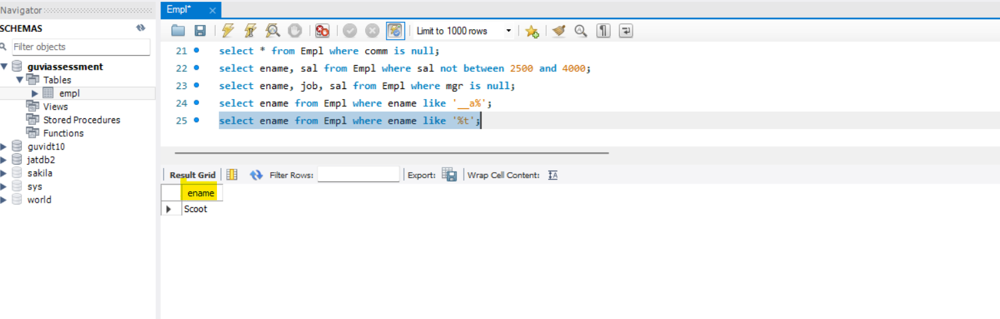 Navigator
SCHEMAS
Filter objects
guviassessment
Tables
empl
Views
Stored Procedures
Functions
guvidt10
jatdb2
sakila
sys
world
Empl*
Limit to 1000 rows
21 select * from Empl where comm is null;
22 select ename, sal from Empl where sal not between 2500 and 4000;
23 select ename, job, sal from Empl where mgr is null;
24 select ename from Empl where ename like '__a%';
25 select ename from Empl where ename like '%t';
Result Grid Filter Rows: Export: Wrap Cell Content:
ename
Scoot